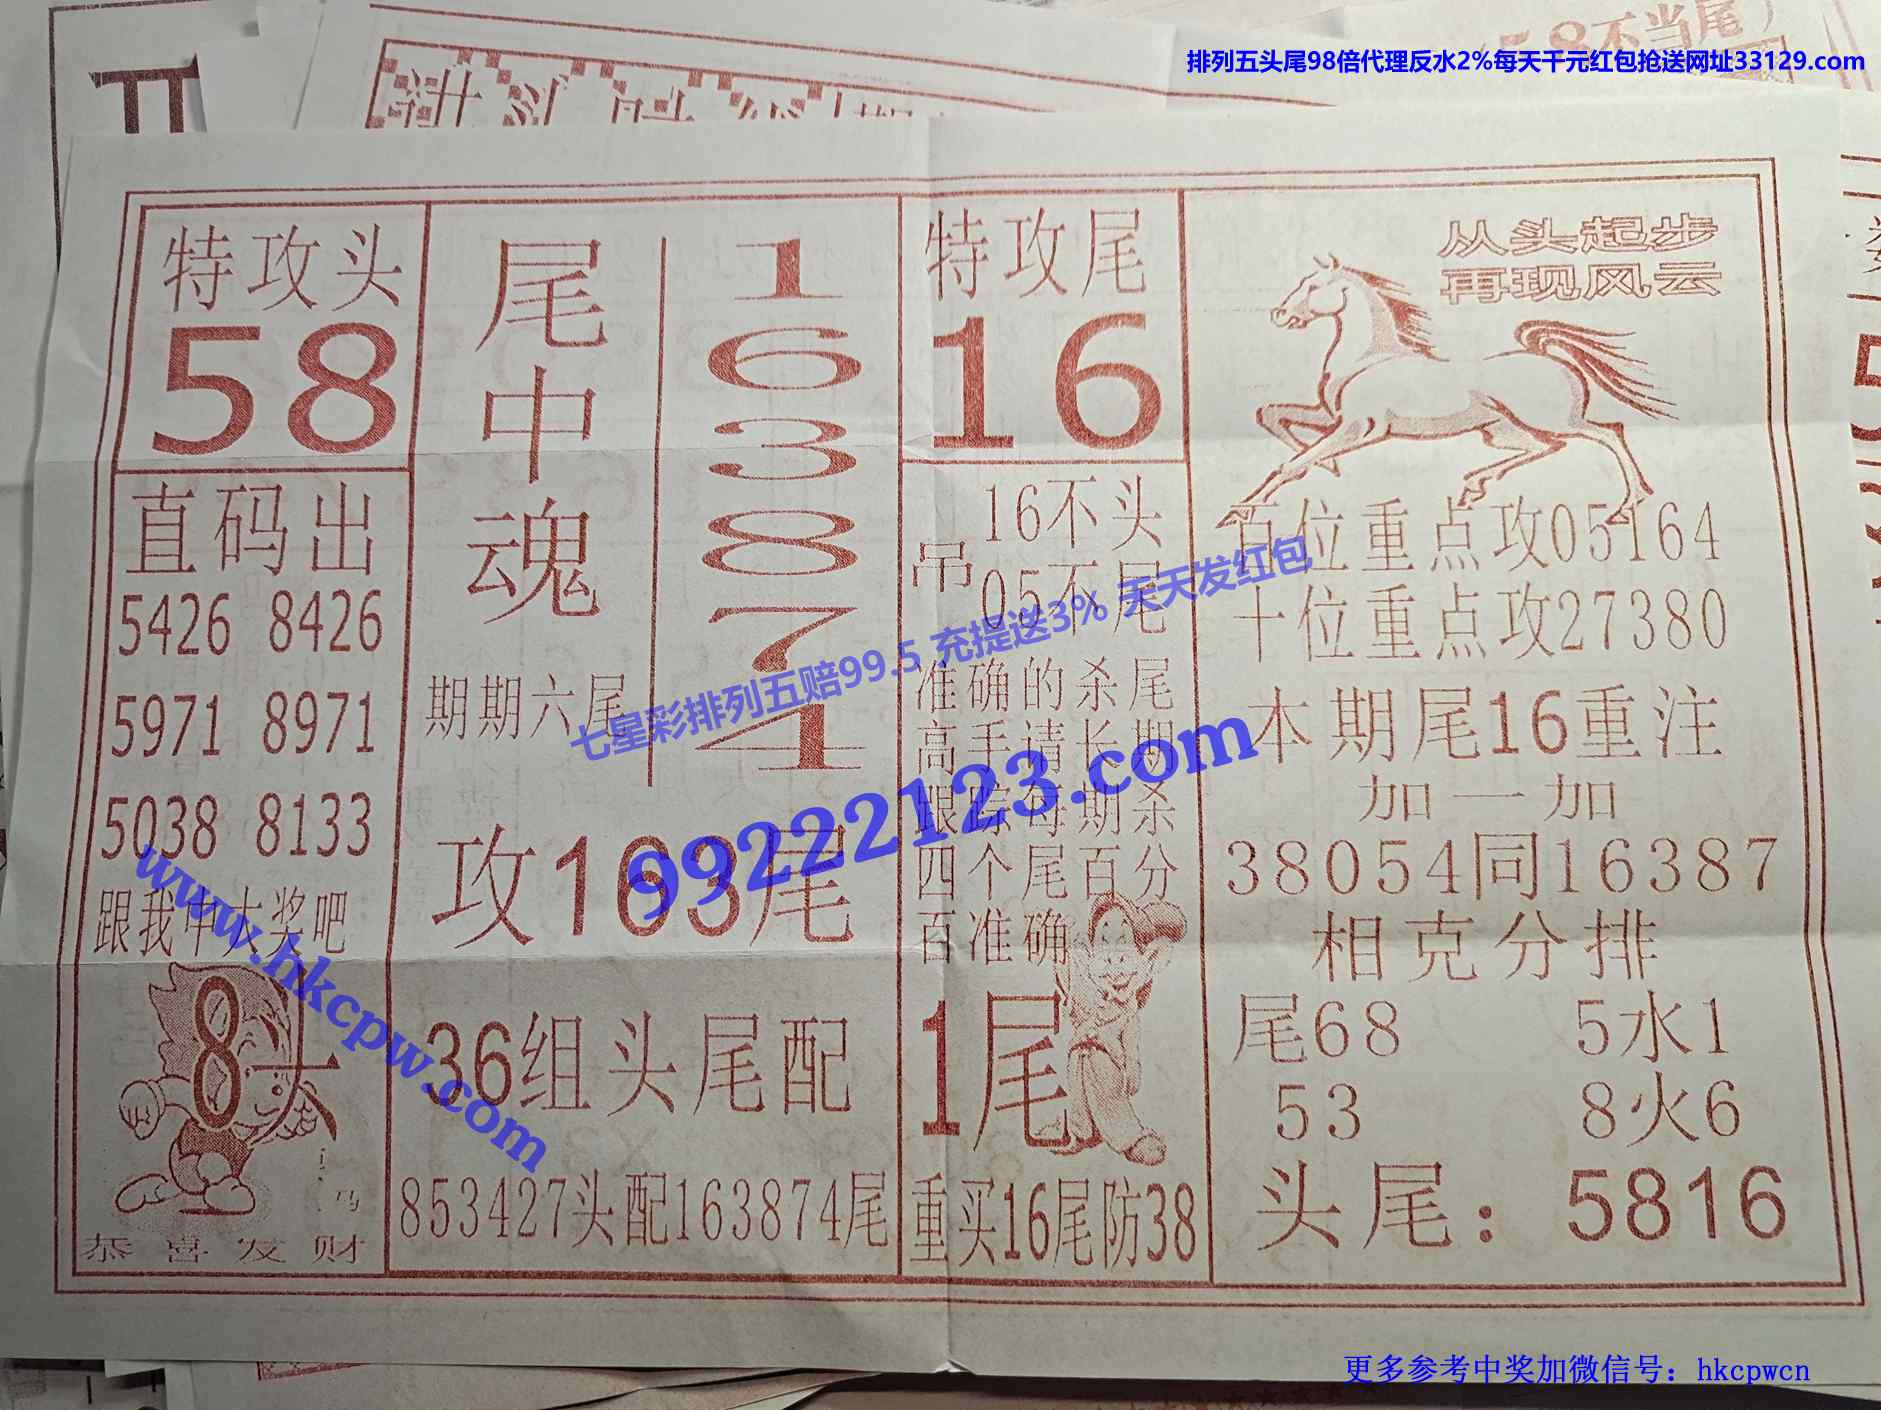 排列五头尾98倍代理反水2%每天千元红包抢送网址33129.com
58不当尾
特攻头
58
直码出
5426 8426
5971 8971
5038 8133
跟我中大奖吧
8头
恭喜发财
尾中魂
期期六尾
1
6
3
8
7
4
攻163尾
36组头尾配
853427头配163874尾
特攻尾
16
吊
16不头
05不尾
准确的杀尾
高手请长期
跟踪每期杀
四个尾百分
百准确
1尾
重买16尾防38
从头起步
再现风云
百位重点攻05164
十位重点攻27380
本期尾16重注
加一加
38054同16387
相克分排
尾68 5水1
53 8火6
头尾：5816
七星彩排列五赔99.5 充提送3% 天天发红包
99222123.com
www.hkcpw.com
更多参考中奖加微信号：hkcpwcn